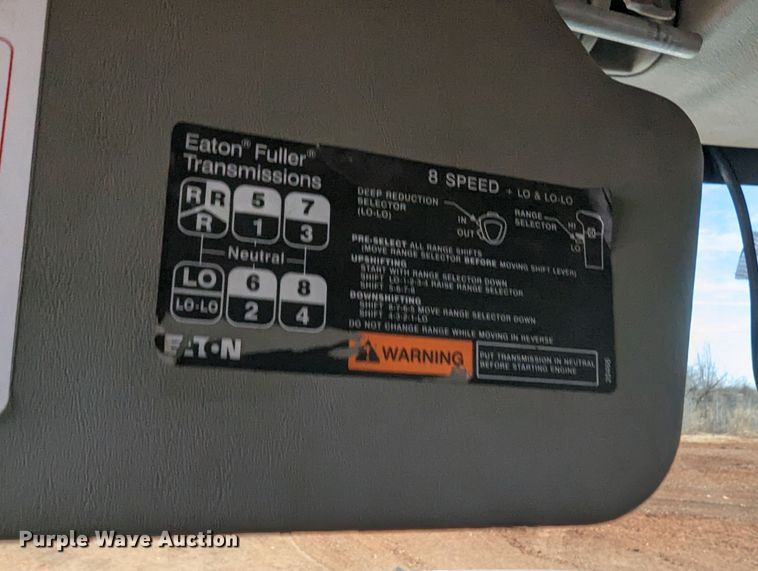 Eaton® Fuller®
Transmissions
R R 5 7
R 1 3
Neutral
LO 6 8
LO-LO 2 4
EAT•N
8 SPEED + LO & LO-LO
DEEP REDUCTION
SELECTOR
(LO-LO)
IN
OUT
RANGE
SELECTOR
HI
LO
PRE-SELECT ALL RANGE SHIFTS
(MOVE RANGE SELECTOR BEFORE MOVING SHIFT LEVER)
UPSHIFTING
START WITH RANGE SELECTOR DOWN
SHIFT LO-1-2-3-4 RAISE RANGE SELECTOR
SHIFT 5-6-7-8
DOWNSHIFTING
SHIFT 8-7-6-5 MOVE RANGE SELECTOR DOWN
SHIFT 4-3-2-1-LO
DO NOT CHANGE RANGE WHILE MOVING IN REVERSE
WARNING
PUT TRANSMISSION IN NEUTRAL
BEFORE STARTING ENGINE
Purple Wave Auction